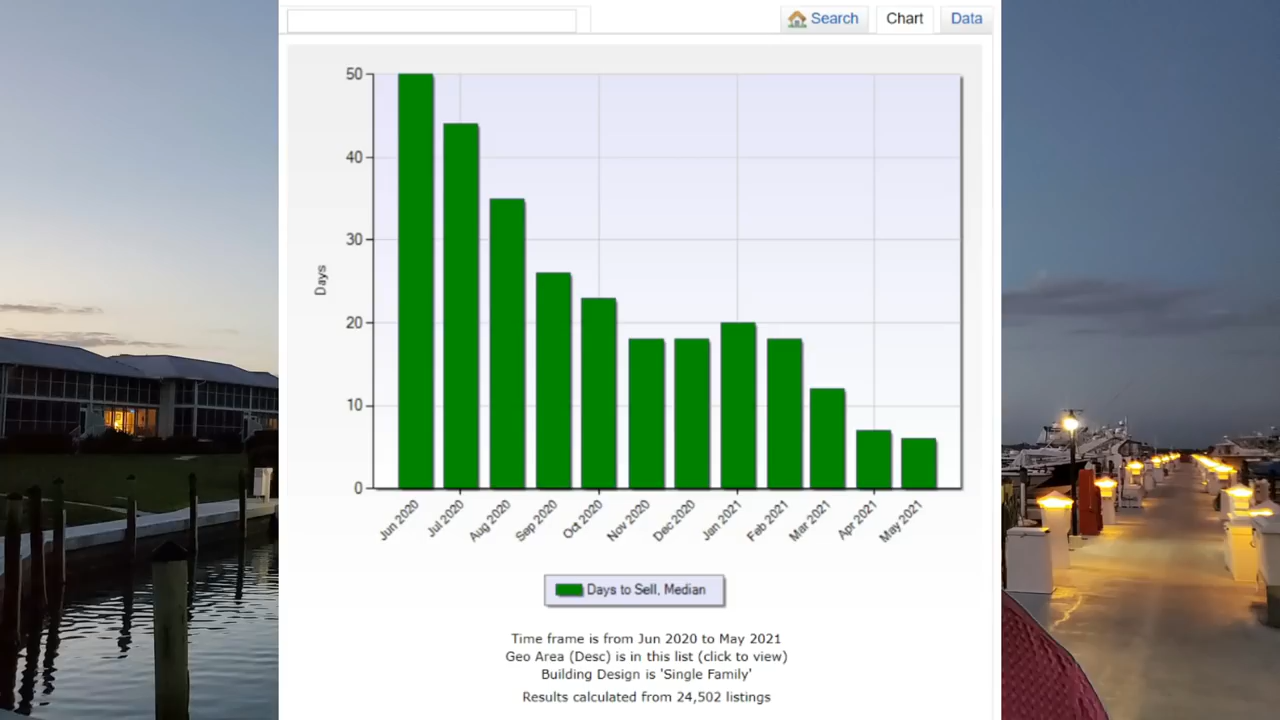 Search Chart Data
50
40
30
20
10
0
Days
Jun 2020 Jul 2020 Aug 2020 Sep 2020 Oct 2020 Nov 2020 Dec 2020 Jan 2021 Feb 2021 Mar 2021 Apr 2021 May 2021
Days to Sell, Median
Time frame is from Jun 2020 to May 2021
Geo Area (Desc) is in this list (click to view)
Building Design is 'Single Family'
Results calculated from 24,502 listings